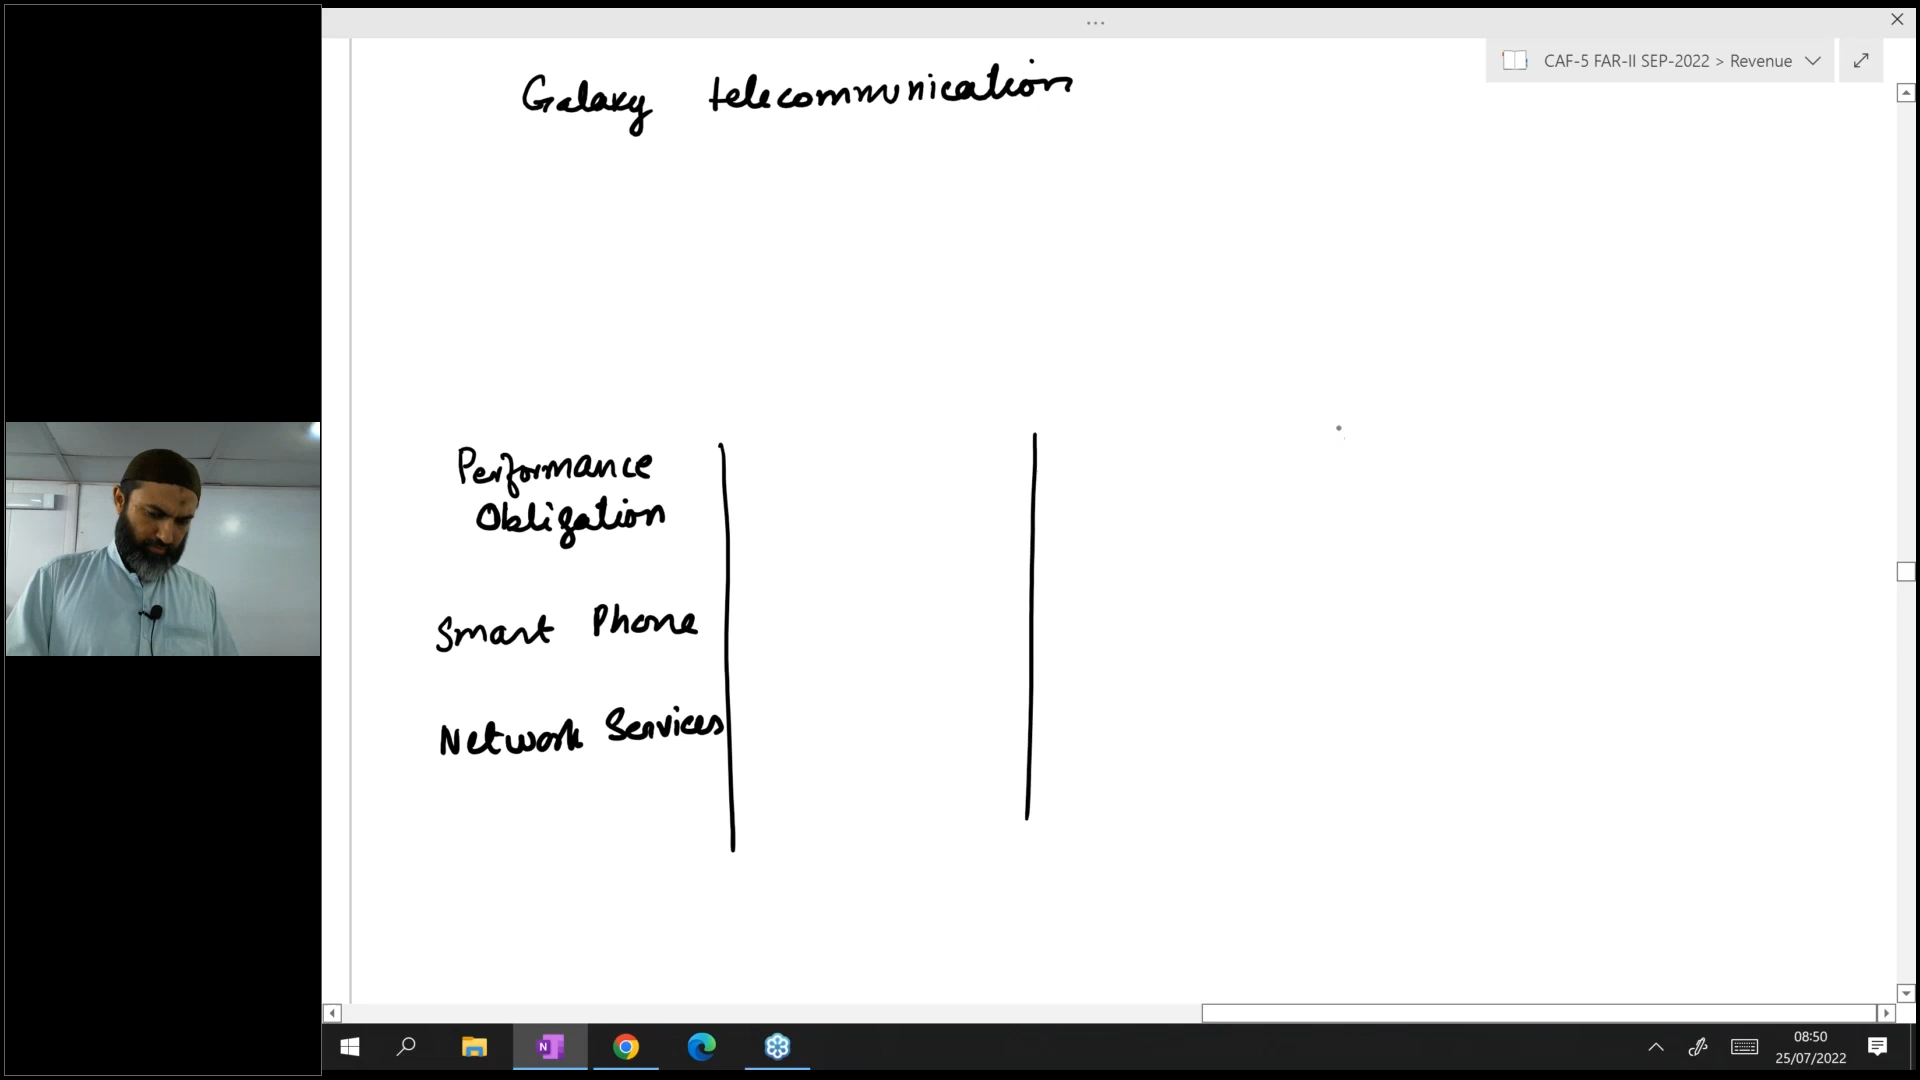 CAF-5 FAR-II SEP-2022 > Revenue
Galaxy telecommunication
Performance
Obligation
Smart Phone
Network Services
08:50
25/07/2022